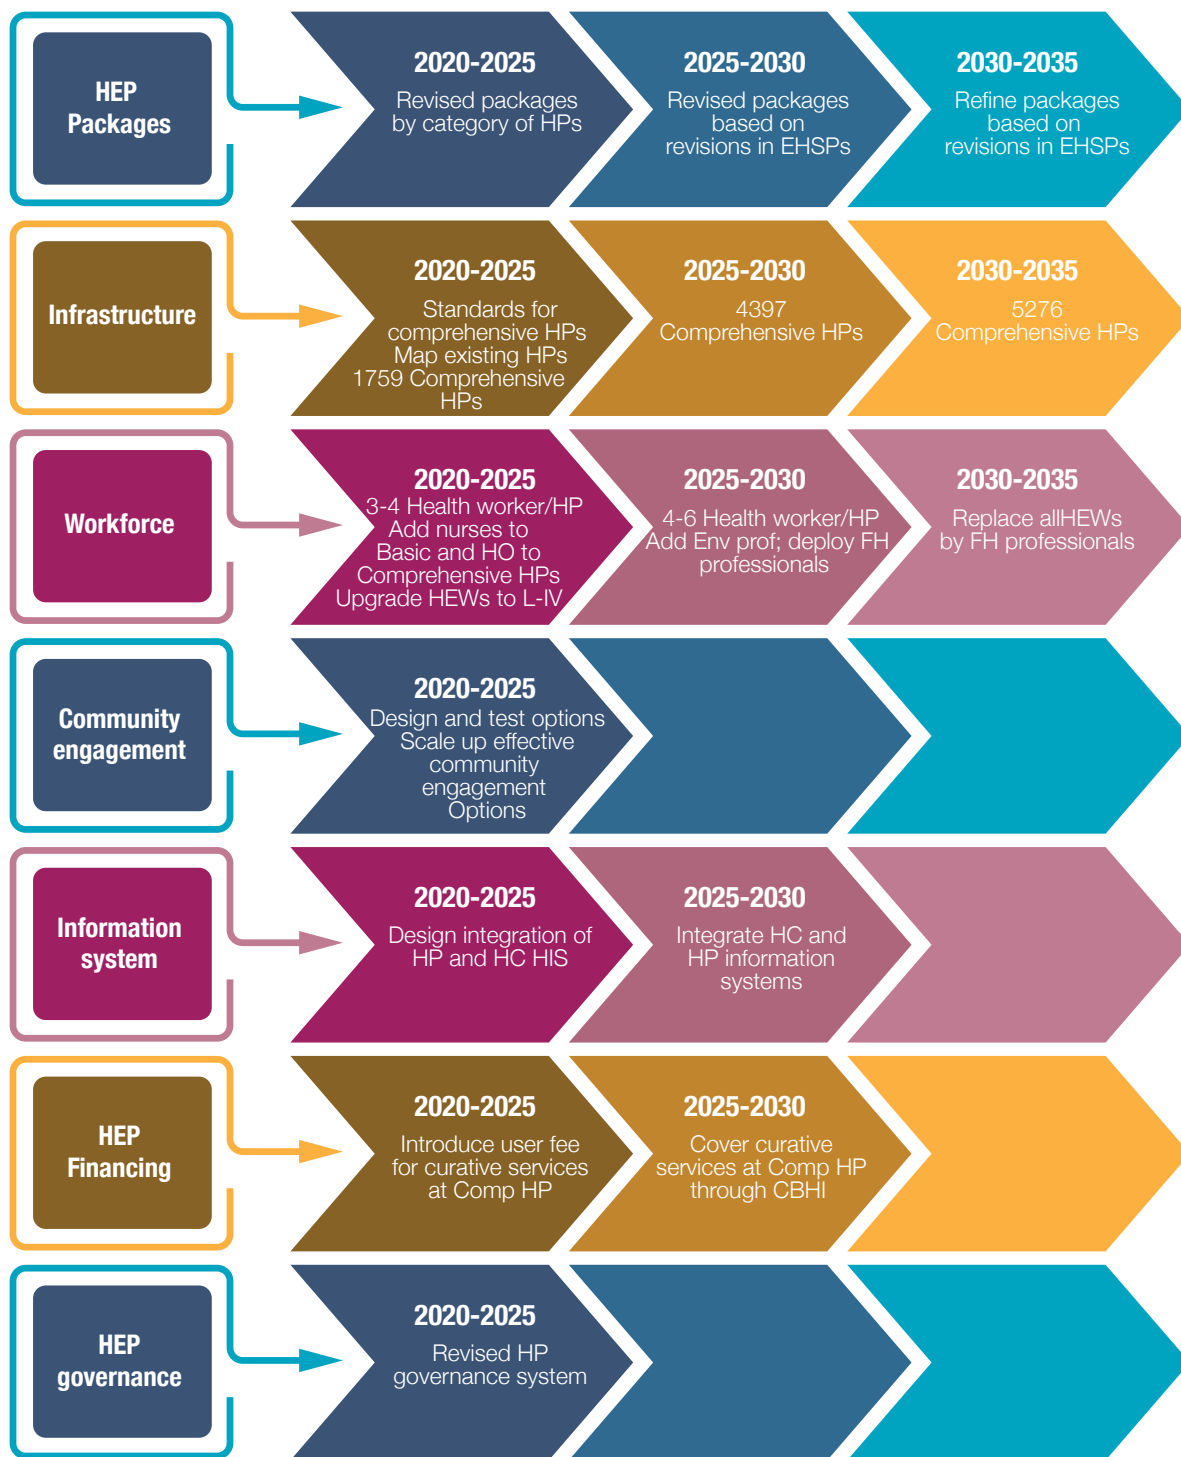 HEP
Packages
2020-2025
Revised packages
by category of HPs
2025-2030
Revised packages
based on
revisions in EHSPs
2030-2035
Refine packages
based on
revisions in EHSPs
Infrastructure
2020-2025
Standards for
comprehensive HPs
Map existing HPs
1759 Comprehensive
HPs
2025-2030
4397
Comprehensive HPs
2030-2035
5276
Comprehensive HPs
Workforce
2020-2025
3-4 Health worker/HP
Add nurses to
Basic and HO to
Comprehensive HPs
Upgrade HEWs to L-IV
2025-2030
4-6 Health worker/HP
Add Env prof; deploy FH
professionals
2030-2035
Replace allHEWs
by FH professionals
Community
engagement
2020-2025
Design and test options
Scale up effective
community
engagement
Options
Information
system
2020-2025
Design integration of
HP and HC HIS
2025-2030
Integrate HC and
HP information
systems
HEP
Financing
2020-2025
Introduce user fee
for curative services
at Comp HP
2025-2030
Cover curative
services at Comp HP
through CBHI
HEP
governance
2020-2025
Revised HP
governance system